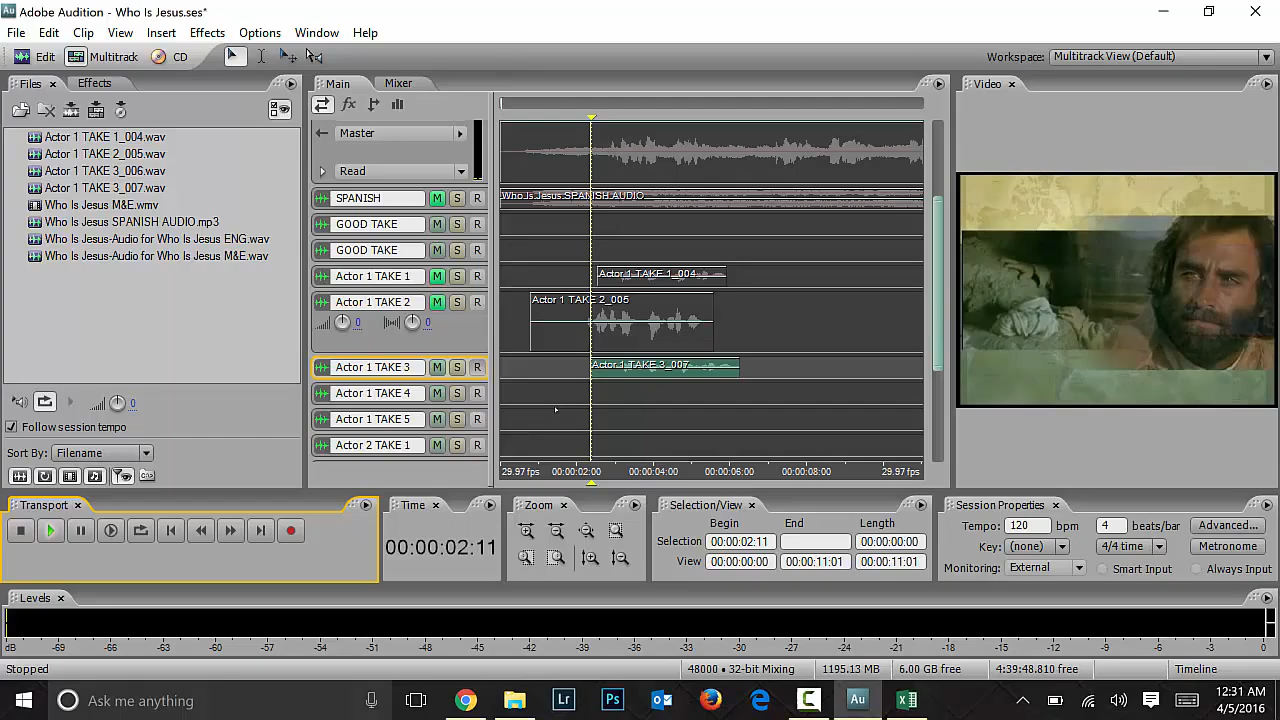 Au Adobe Audition - Who Is Jesus.ses*
File Edit Clip View Insert Effects Options Window Help
Edit Multitrack CD Workspace: Multitrack View (Default)
Files Effects Main Mixer Video
fx
Master
Read
Actor 1 TAKE 1_004.wav
Actor 1 TAKE 2_005.wav
Actor 1 TAKE 3_006.wav
Actor 1 TAKE 3_007.wav
Who Is Jesus M&E.wmv
Who Is Jesus SPANISH AUDIO.mp3
Who Is Jesus-Audio for Who Is Jesus ENG.wav
Who Is Jesus-Audio for Who Is Jesus M&E.wav
0
Follow session tempo
Sort By: Filename
SPANISH M S R Who Is Jesus SPANISH AUDIO
GOOD TAKE M S R
GOOD TAKE M S R
Actor 1 TAKE 1 M S R Actor 1 TAKE 1_004
Actor 1 TAKE 2 M S R Actor 1 TAKE 2_005
0 0
Actor 1 TAKE 3 M S R Actor 1 TAKE 3_007
Actor 1 TAKE 4 M S R
Actor 1 TAKE 5 M S R
Actor 2 TAKE 1 M S R
29.97 fps 00:00:02:00 00:00:04:00 00:00:06:00 00:00:08:00 29.97 fps
Transport Time Zoom Selection/View Session Properties
00:00:02:11
Begin End Length
Selection 00:00:02:11 00:00:00:00
View 00:00:00:00 00:00:11:01 00:00:11:01
Tempo: 120 bpm 4 beats/bar Advanced...
Key: (none) 4/4 time Metronome
Monitoring: External Smart Input Always Input
Levels
dB -69 -66 -63 -60 -57 -54 -51 -48 -45 -42 -39 -36 -33 -30 -27 -24 -21 -18 -15 -12 -9 -6 -3 0
Stopped 48000 • 32-bit Mixing 1195.13 MB 6.00 GB free 4:39:48.810 free Timeline
Ask me anything Lr Ps Au 12:31 AM
4/5/2016